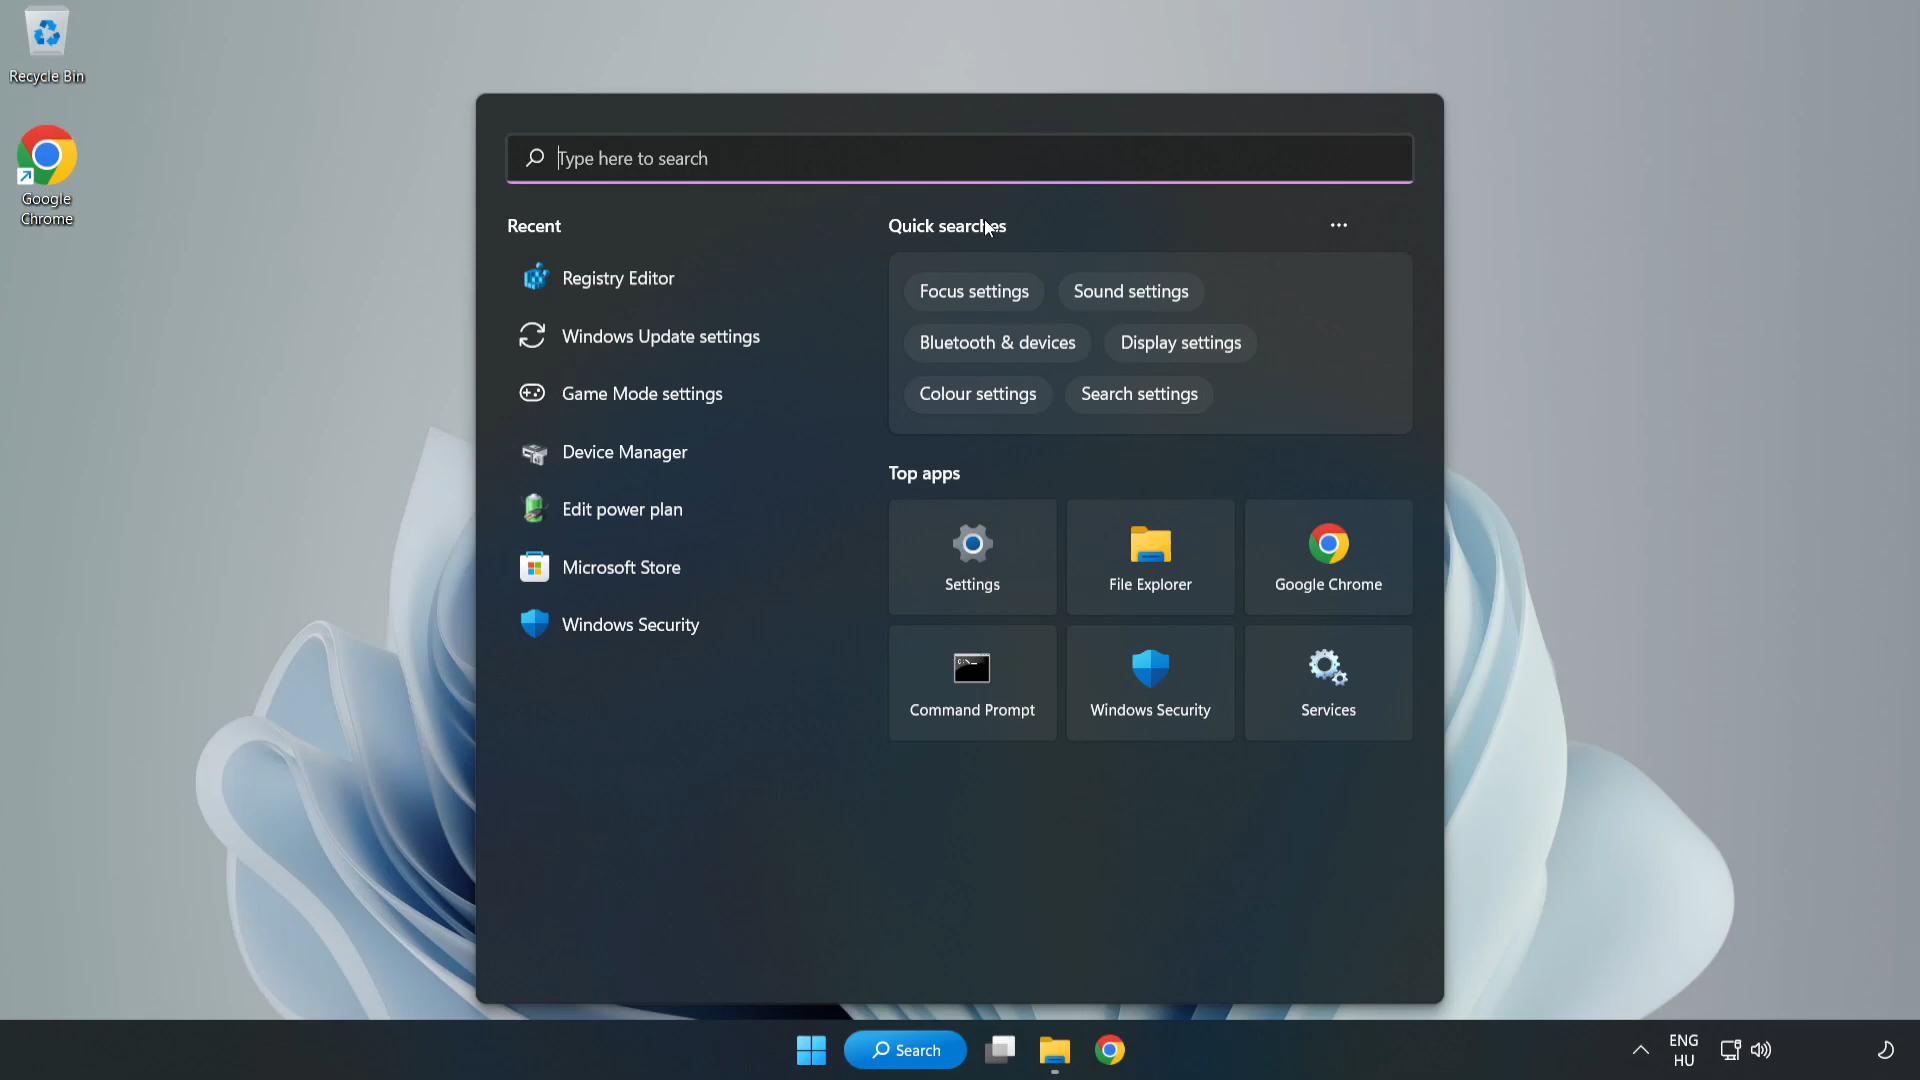 Recycle Bin
Google
Chrome
Type here to search
Recent
Registry Editor
Windows Update settings
Game Mode settings
Device Manager
Edit power plan
Microsoft Store
Windows Security
Quick searches
Focus settings
Sound settings
Bluetooth & devices
Display settings
Colour settings
Search settings
Top apps
Settings
File Explorer
Google Chrome
Command Prompt
Windows Security
Services
Search
ENG
HU